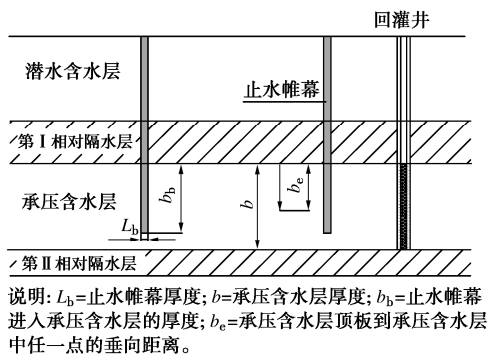 回灌井
潜水含水层
止水帷幕
第Ⅰ相对隔水层
承压含水层
b_b
b
b_e
L_b
第Ⅱ相对隔水层
说明: L_b=止水帷幕厚度; b=承压含水层厚度; b_b=止水帷幕
进入承压含水层的厚度; b_e=承压含水层顶板到承压含水层
中任一点的垂向距离。